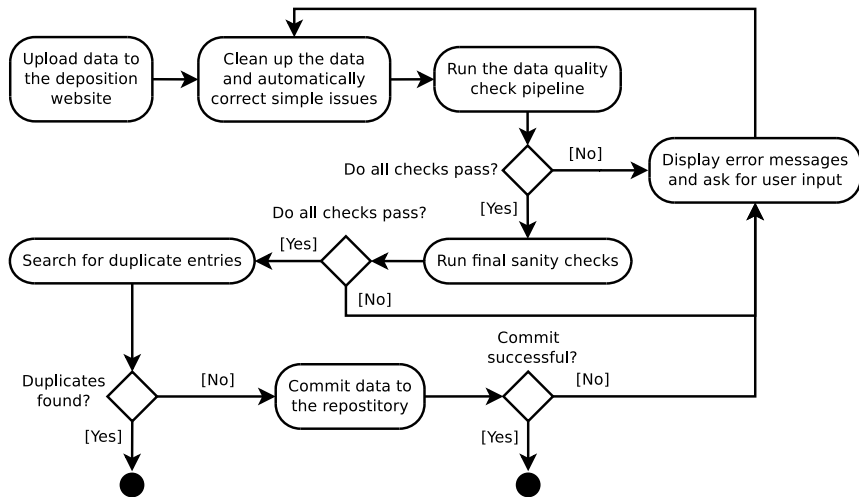 Upload data to
the deposition
website
Clean up the data
and automatically
correct simple issues
Run the data quality
check pipeline
Do all checks pass?
[No]
Display error messages
and ask for user input
[Yes]
Do all checks pass?
[Yes]
Search for duplicate entries
Run final sanity checks
[No]
Commit
successful?
Duplicates
found?
[No]
Commit data to
the repostitory
[No]
[Yes]
[Yes]